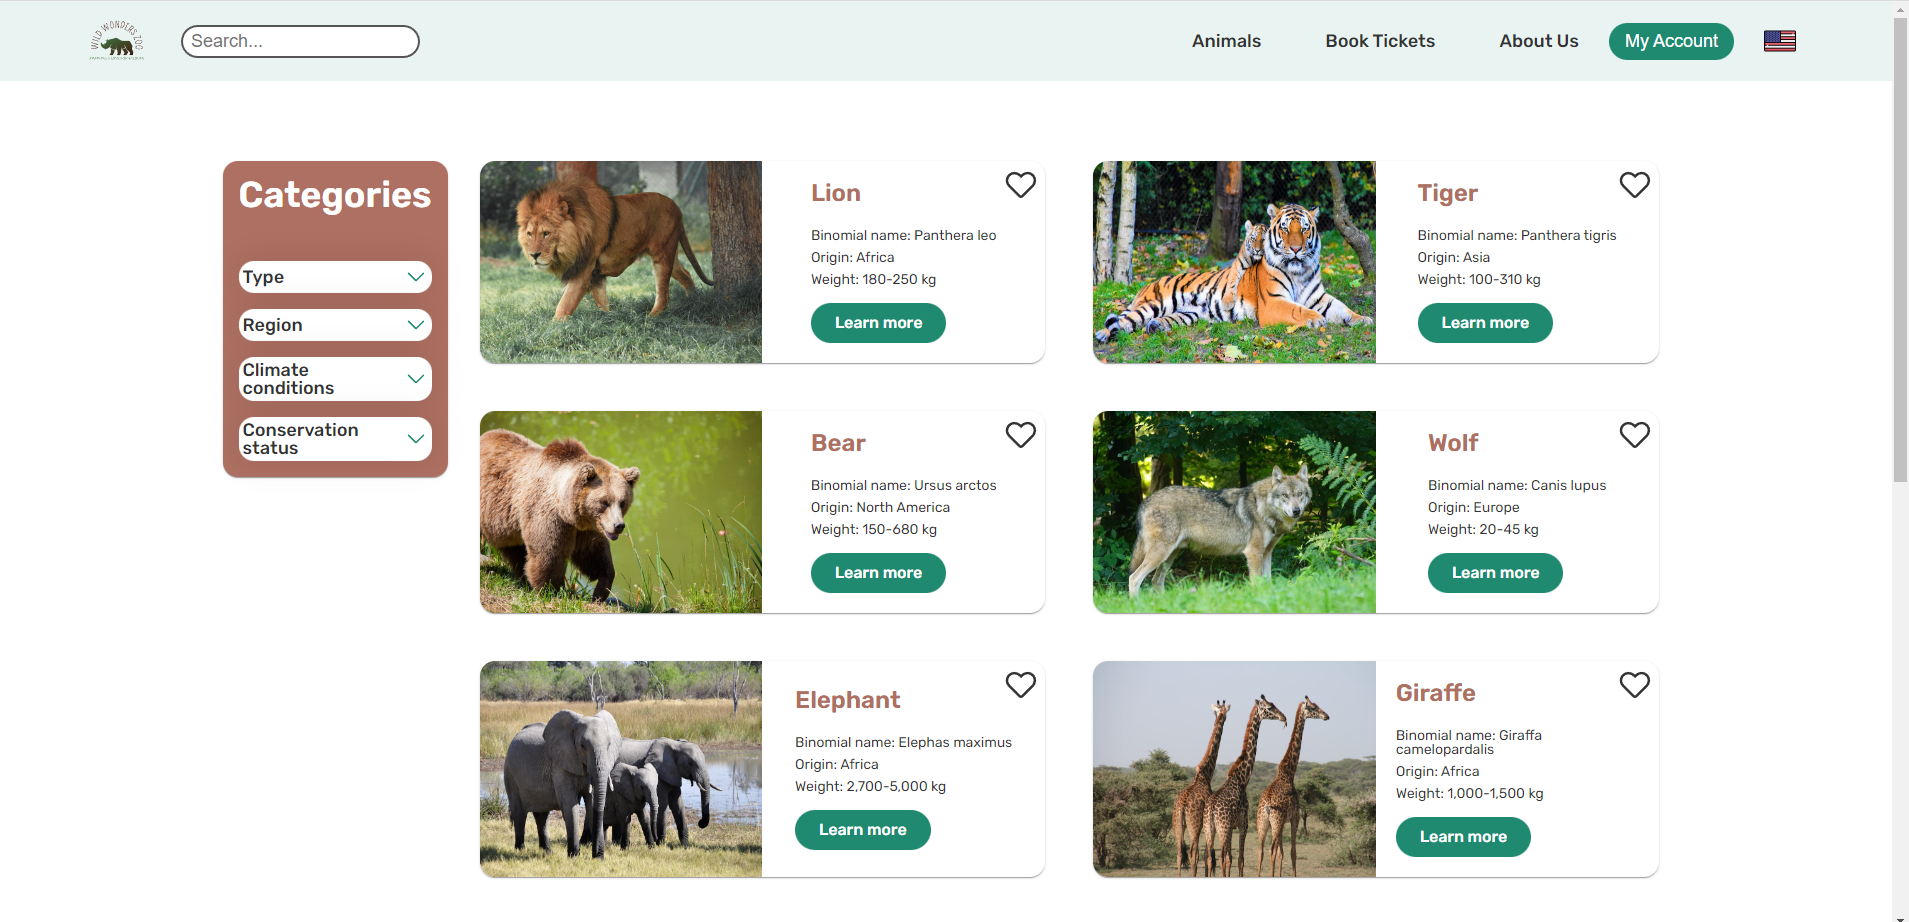 WILD WONDERS ZOO
Search...
Animals
Book Tickets
About Us
My Account
Categories
Type
Region
Climate
conditions
Conservation
status
Lion
Binomial name: Panthera leo
Origin: Africa
Weight: 180-250 kg
Learn more
Tiger
Binomial name: Panthera tigris
Origin: Asia
Weight: 100-310 kg
Learn more
Bear
Binomial name: Ursus arctos
Origin: North America
Weight: 150-680 kg
Learn more
Wolf
Binomial name: Canis lupus
Origin: Europe
Weight: 20-45 kg
Learn more
Elephant
Binomial name: Elephas maximus
Origin: Africa
Weight: 2,700-5,000 kg
Learn more
Giraffe
Binomial name: Giraffa
camelopardalis
Origin: Africa
Weight: 1,000-1,500 kg
Learn more